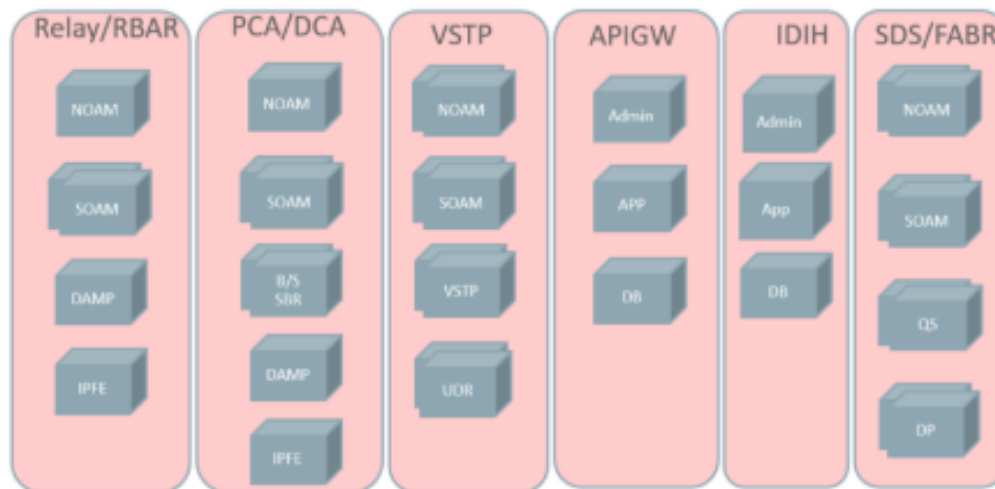 Relay/RBAR
NOAM
SOAM
DAMP
IPFE
PCA/DCA
NOAM
SOAM
B/S
SBR
DAMP
IPFE
VSTP
NOAM
SOAM
VSTP
UDR
APIGW
Admin
APP
DB
IDIH
Admin
App
DB
SDS/FABR
NOAM
SOAM
QS
DP